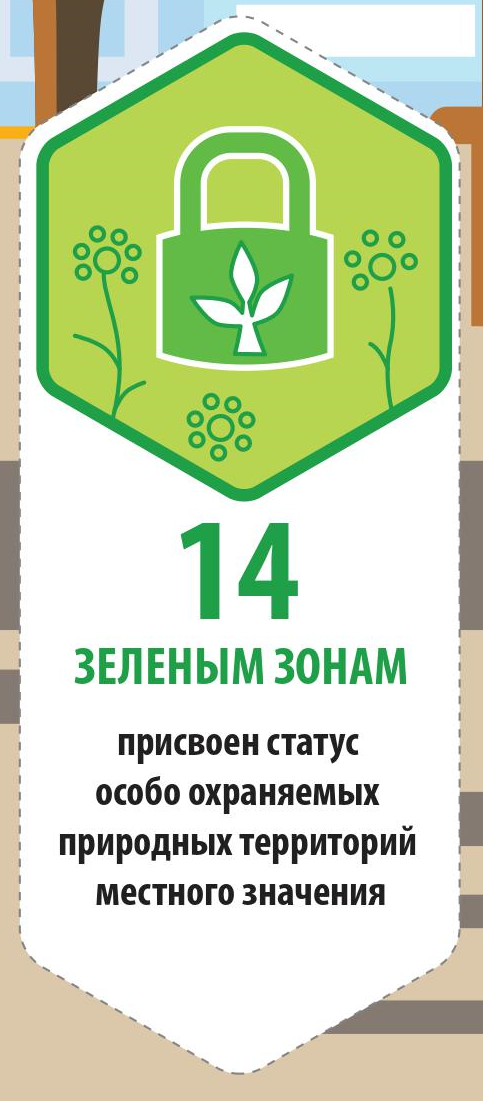 14
ЗЕЛЕНЫМ ЗОНАМ
присвоен статус
особо охраняемых
природных территорий
местного значения